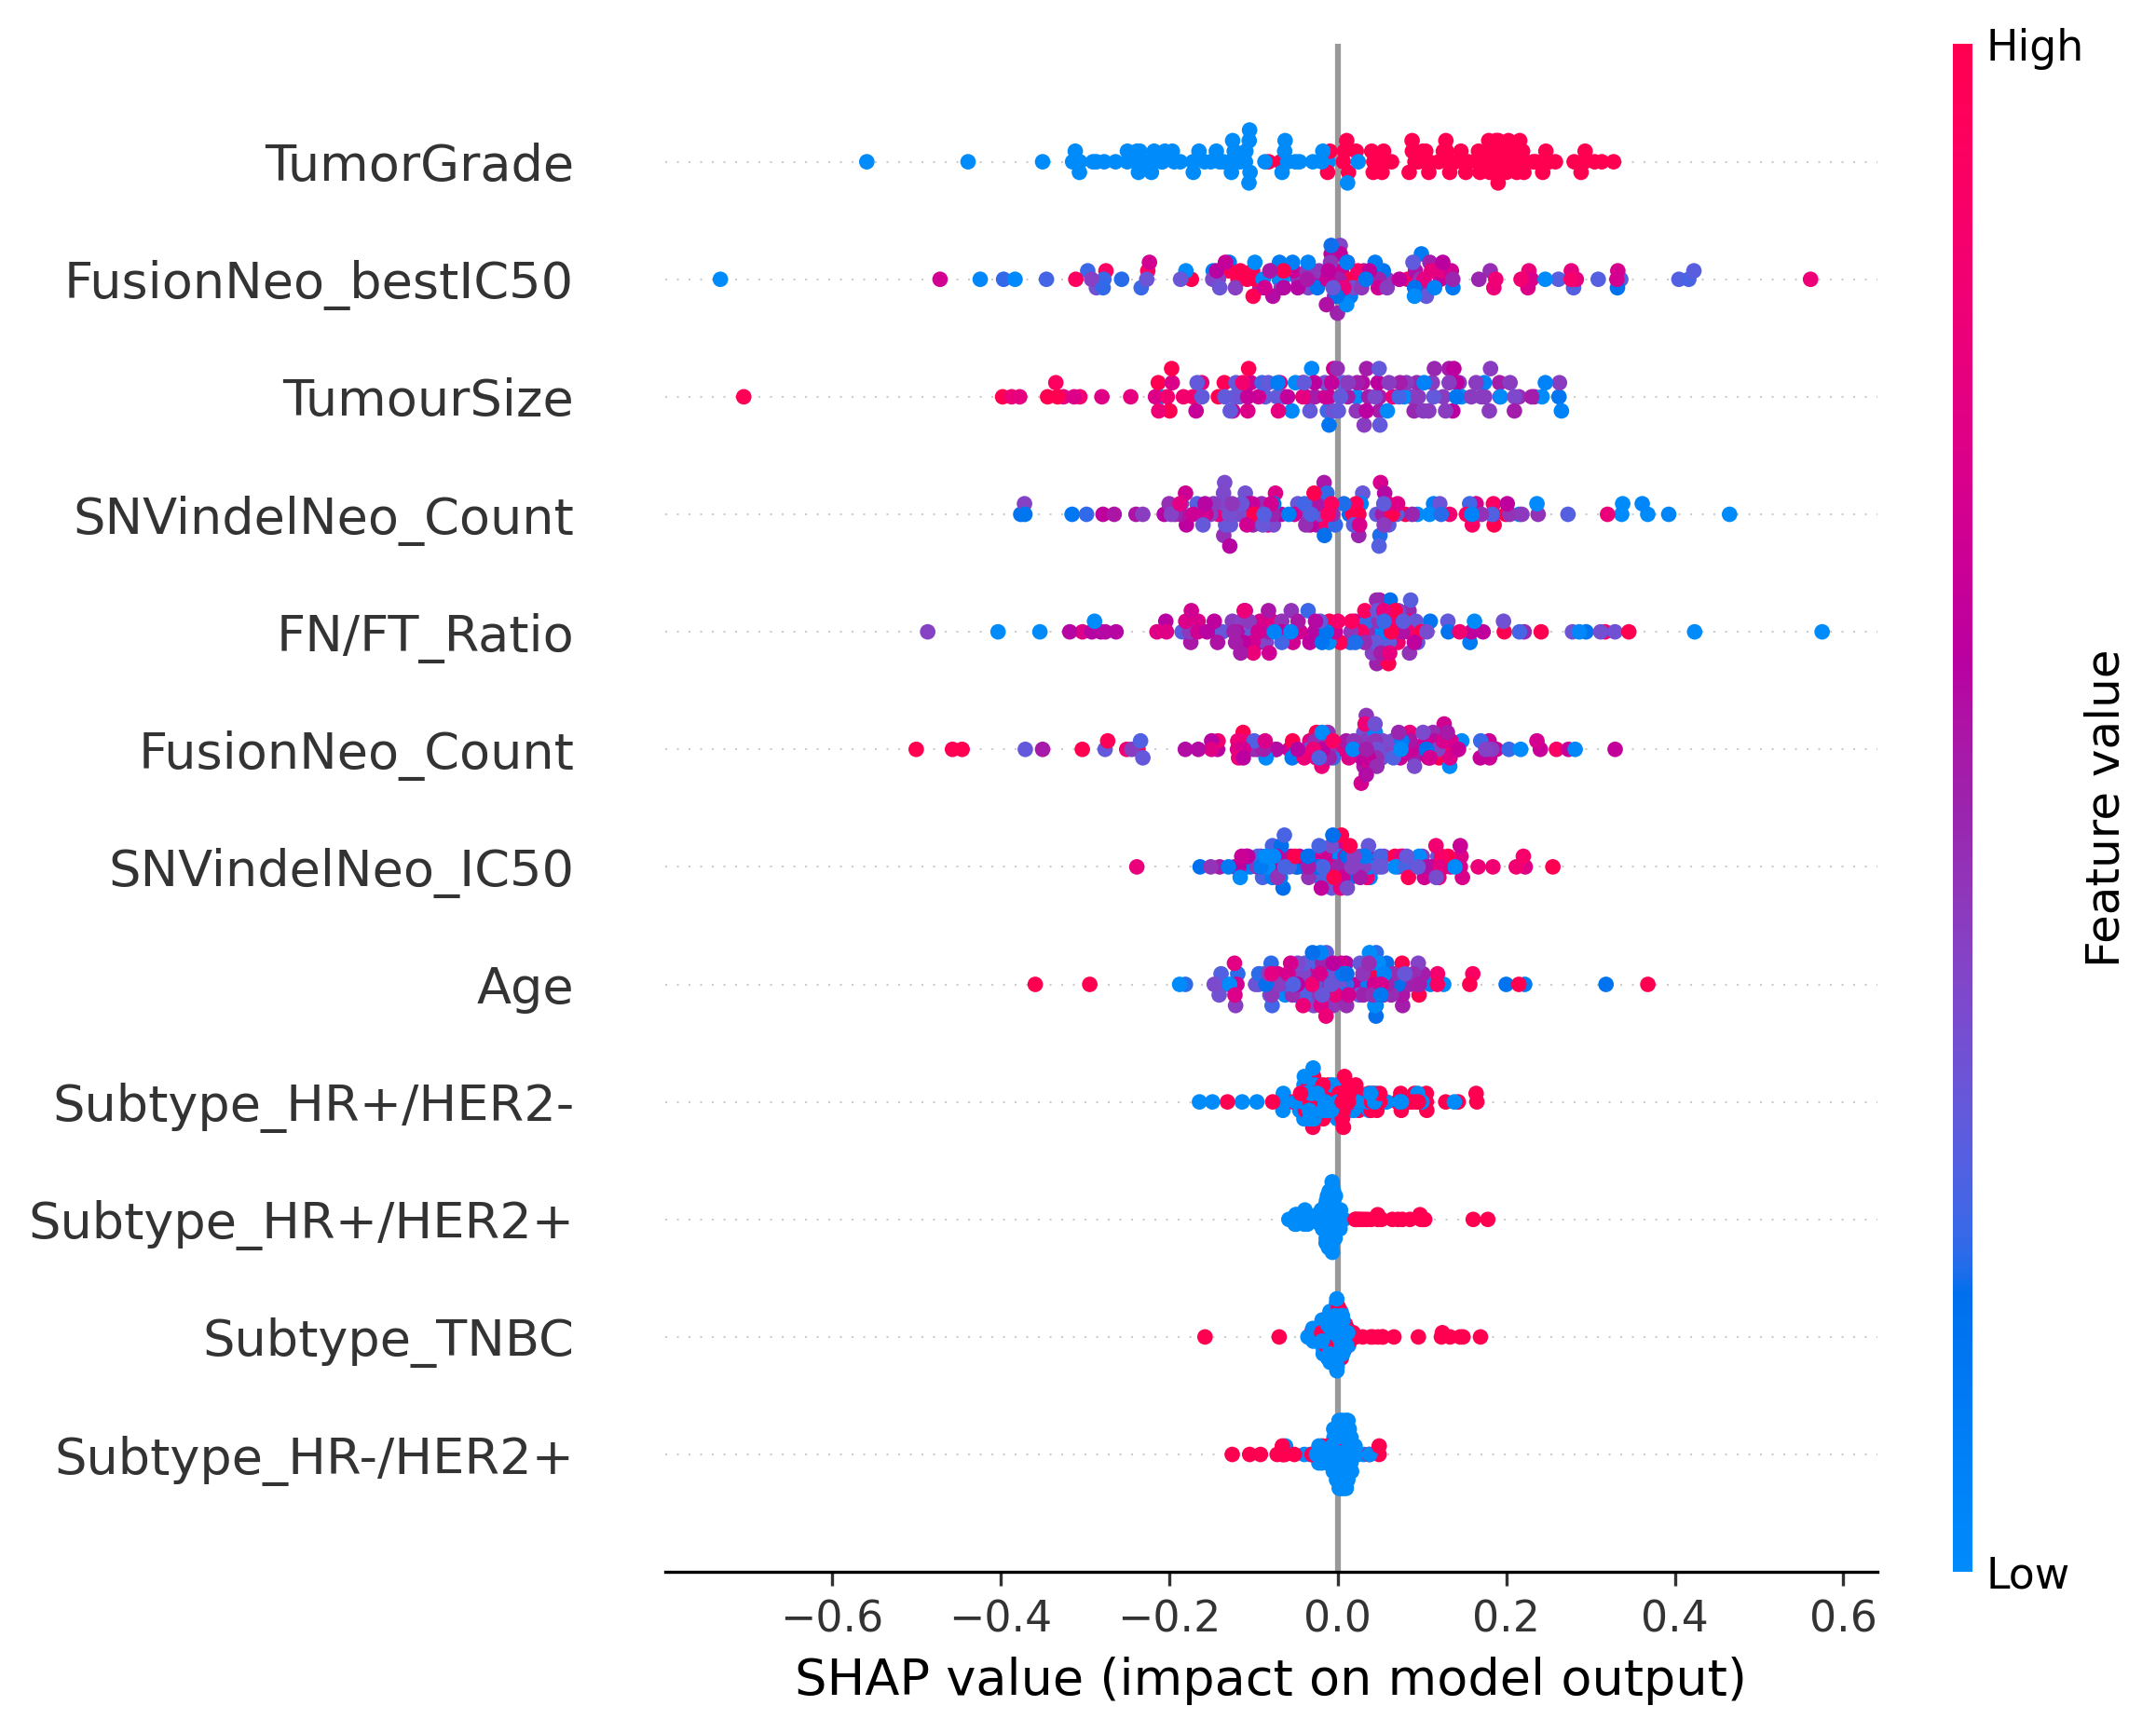 High
TumorGrade
FusionNeo_bestIC50
TumourSize
SNVindelNeo_Count
FN/FT_Ratio
FusionNeo_Count
SNVindelNeo_IC50
Age
Subtype_HR+/HER2-
Subtype_HR+/HER2+
Subtype_TNBC
Subtype_HR-/HER2+
Feature value
Low
−0.6 −0.4 −0.2 0.0 0.2 0.4 0.6
SHAP value (impact on model output)